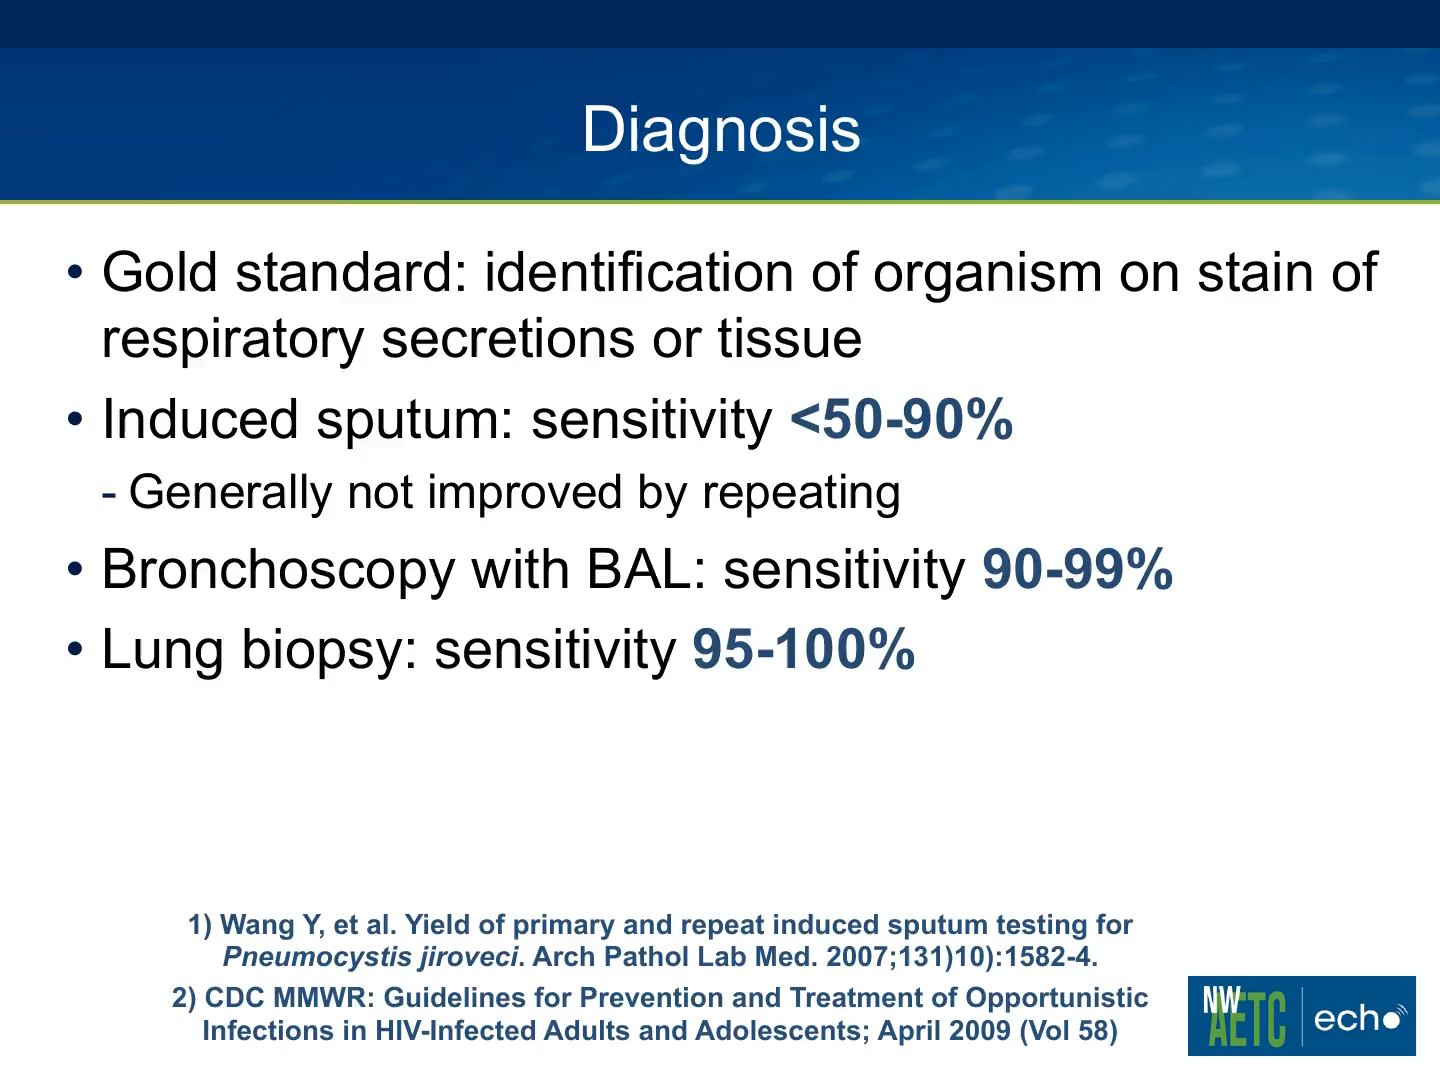 Diagnosis
• Gold standard: identification of organism on stain of
respiratory secretions or tissue
• Induced sputum: sensitivity <50-90%
- Generally not improved by repeating
• Bronchoscopy with BAL: sensitivity 90-99%
• Lung biopsy: sensitivity 95-100%
1) Wang Y, et al. Yield of primary and repeat induced sputum testing for
Pneumocystis jiroveci. Arch Pathol Lab Med. 2007;131)10):1582-4.
2) CDC MMWR: Guidelines for Prevention and Treatment of Opportunistic
Infections in HIV-Infected Adults and Adolescents; April 2009 (Vol 58)
NW
AETC
echo